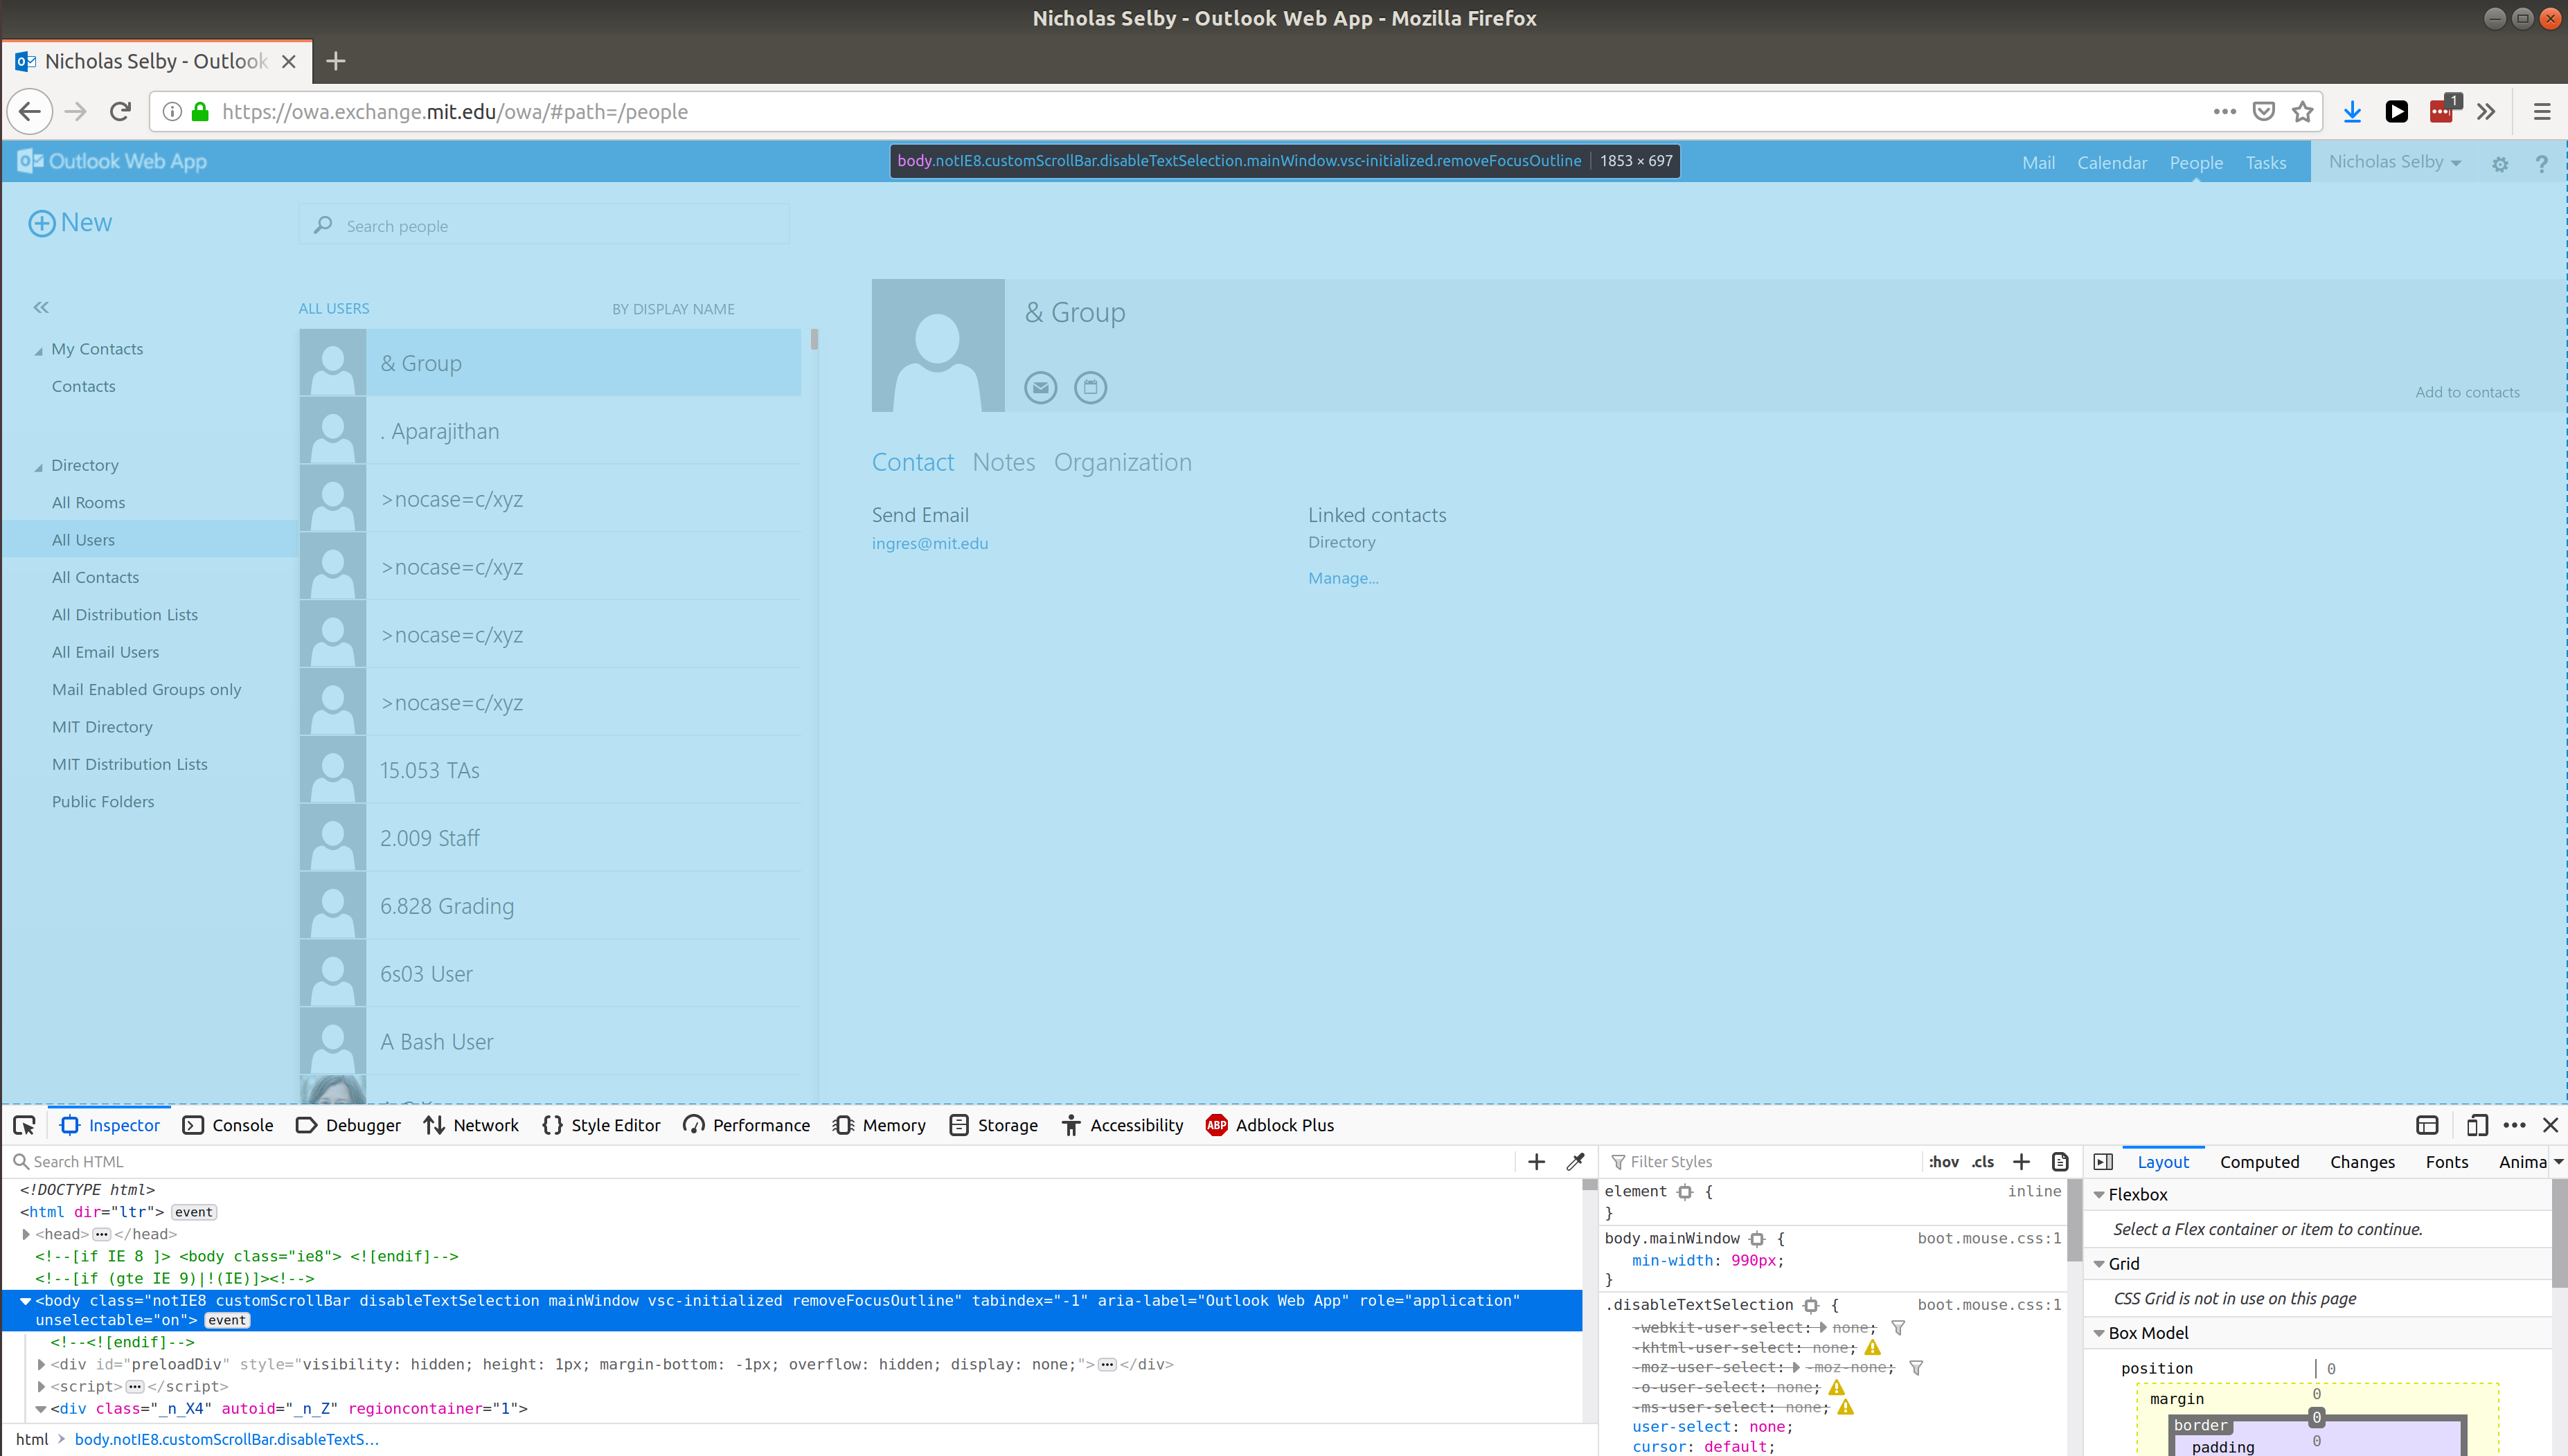 Nicholas Selby - Outlook Web App - Mozilla Firefox
Nicholas Selby - Outlook
https://owa.exchange.mit.edu/owa/#path=/people
1
Outlook Web App
body.notIE8.customScrollBar.disableTextSelection.mainWindow.vsc-initialized.removeFocusOutline 1853 × 697
Mail Calendar People Tasks Nicholas Selby ?
New
Search people
ALL USERS BY DISPLAY NAME
My Contacts
Contacts
Directory
All Rooms
All Users
All Contacts
All Distribution Lists
All Email Users
Mail Enabled Groups only
MIT Directory
MIT Distribution Lists
Public Folders
& Group
. Aparajithan
>nocase=c/xyz
>nocase=c/xyz
>nocase=c/xyz
>nocase=c/xyz
15.053 TAs
2.009 Staff
6.828 Grading
6s03 User
A Bash User
& Group
Add to contacts
Contact Notes Organization
Send Email
ingres@mit.edu
Linked contacts
Directory
Manage...
Inspector Console Debugger Network Style Editor Performance Memory Storage Accessibility ABP Adblock Plus
Search HTML
<!DOCTYPE html>
<html dir="ltr"> event
<head> ••• </head>
<!--[if IE 8 ]> <body class="ie8"> <![endif]-->
<!--[if (gte IE 9)|!(IE)]><!-->
<body class="notIE8 customScrollBar disableTextSelection mainWindow vsc-initialized removeFocusOutline" tabindex="-1" aria-label="Outlook Web App" role="application"
unselectable="on"> event
<!--<![endif]-->
<div id="preloadDiv" style="visibility: hidden; height: 1px; margin-bottom: -1px; overflow: hidden; display: none;"> ••• </div>
<script> ••• </script>
<div class="_n_X4" autoid="_n_Z" regioncontainer="1">
html > body.notIE8.customScrollBar.disableTextS...
Filter Styles :hov .cls
element { inline
}
body.mainWindow { boot.mouse.css:1
min-width: 990px;
}
.disableTextSelection { boot.mouse.css:1
-webkit-user-select: none;
-khtml-user-select: none;
-moz-user-select: -moz-none;
-o-user-select: none;
-ms-user-select: none;
user-select: none;
cursor: default;
Layout Computed Changes Fonts Anima
Flexbox
Select a Flex container or item to continue.
Grid
CSS Grid is not in use on this page
Box Model
position 0
margin 0
border 0
padding 0